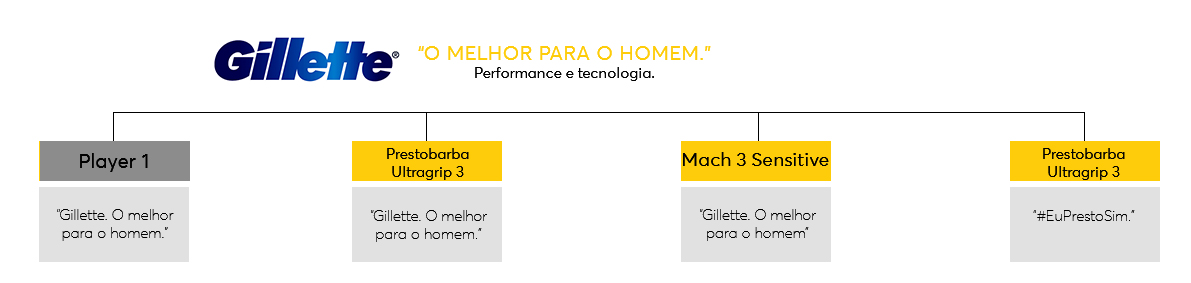 Gillette®
"O MELHOR PARA O HOMEM."
Performance e tecnologia.
Player 1
"Gillette. O melhor
para o homem."
Prestobarba
Ultragrip 3
"Gillette. O melhor
para o homem."
Mach 3 Sensitive
"Gillette. O melhor
para o homem"
Prestobarba
Ultragrip 3
"#EuPrestoSim."